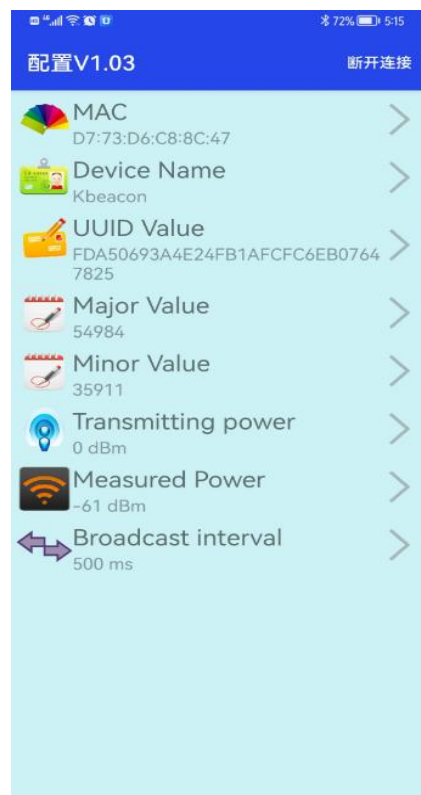 72% 5:15
配置V1.03
断开连接
MAC
D7:73:D6:C8:8C:47
Device Name
Kbeacon
UUID Value
FDA50693A4E24FB1AFCFC6EB0764
7825
Major Value
54984
Minor Value
35911
Transmitting power
0 dBm
Measured Power
-61 dBm
Broadcast interval
500 ms